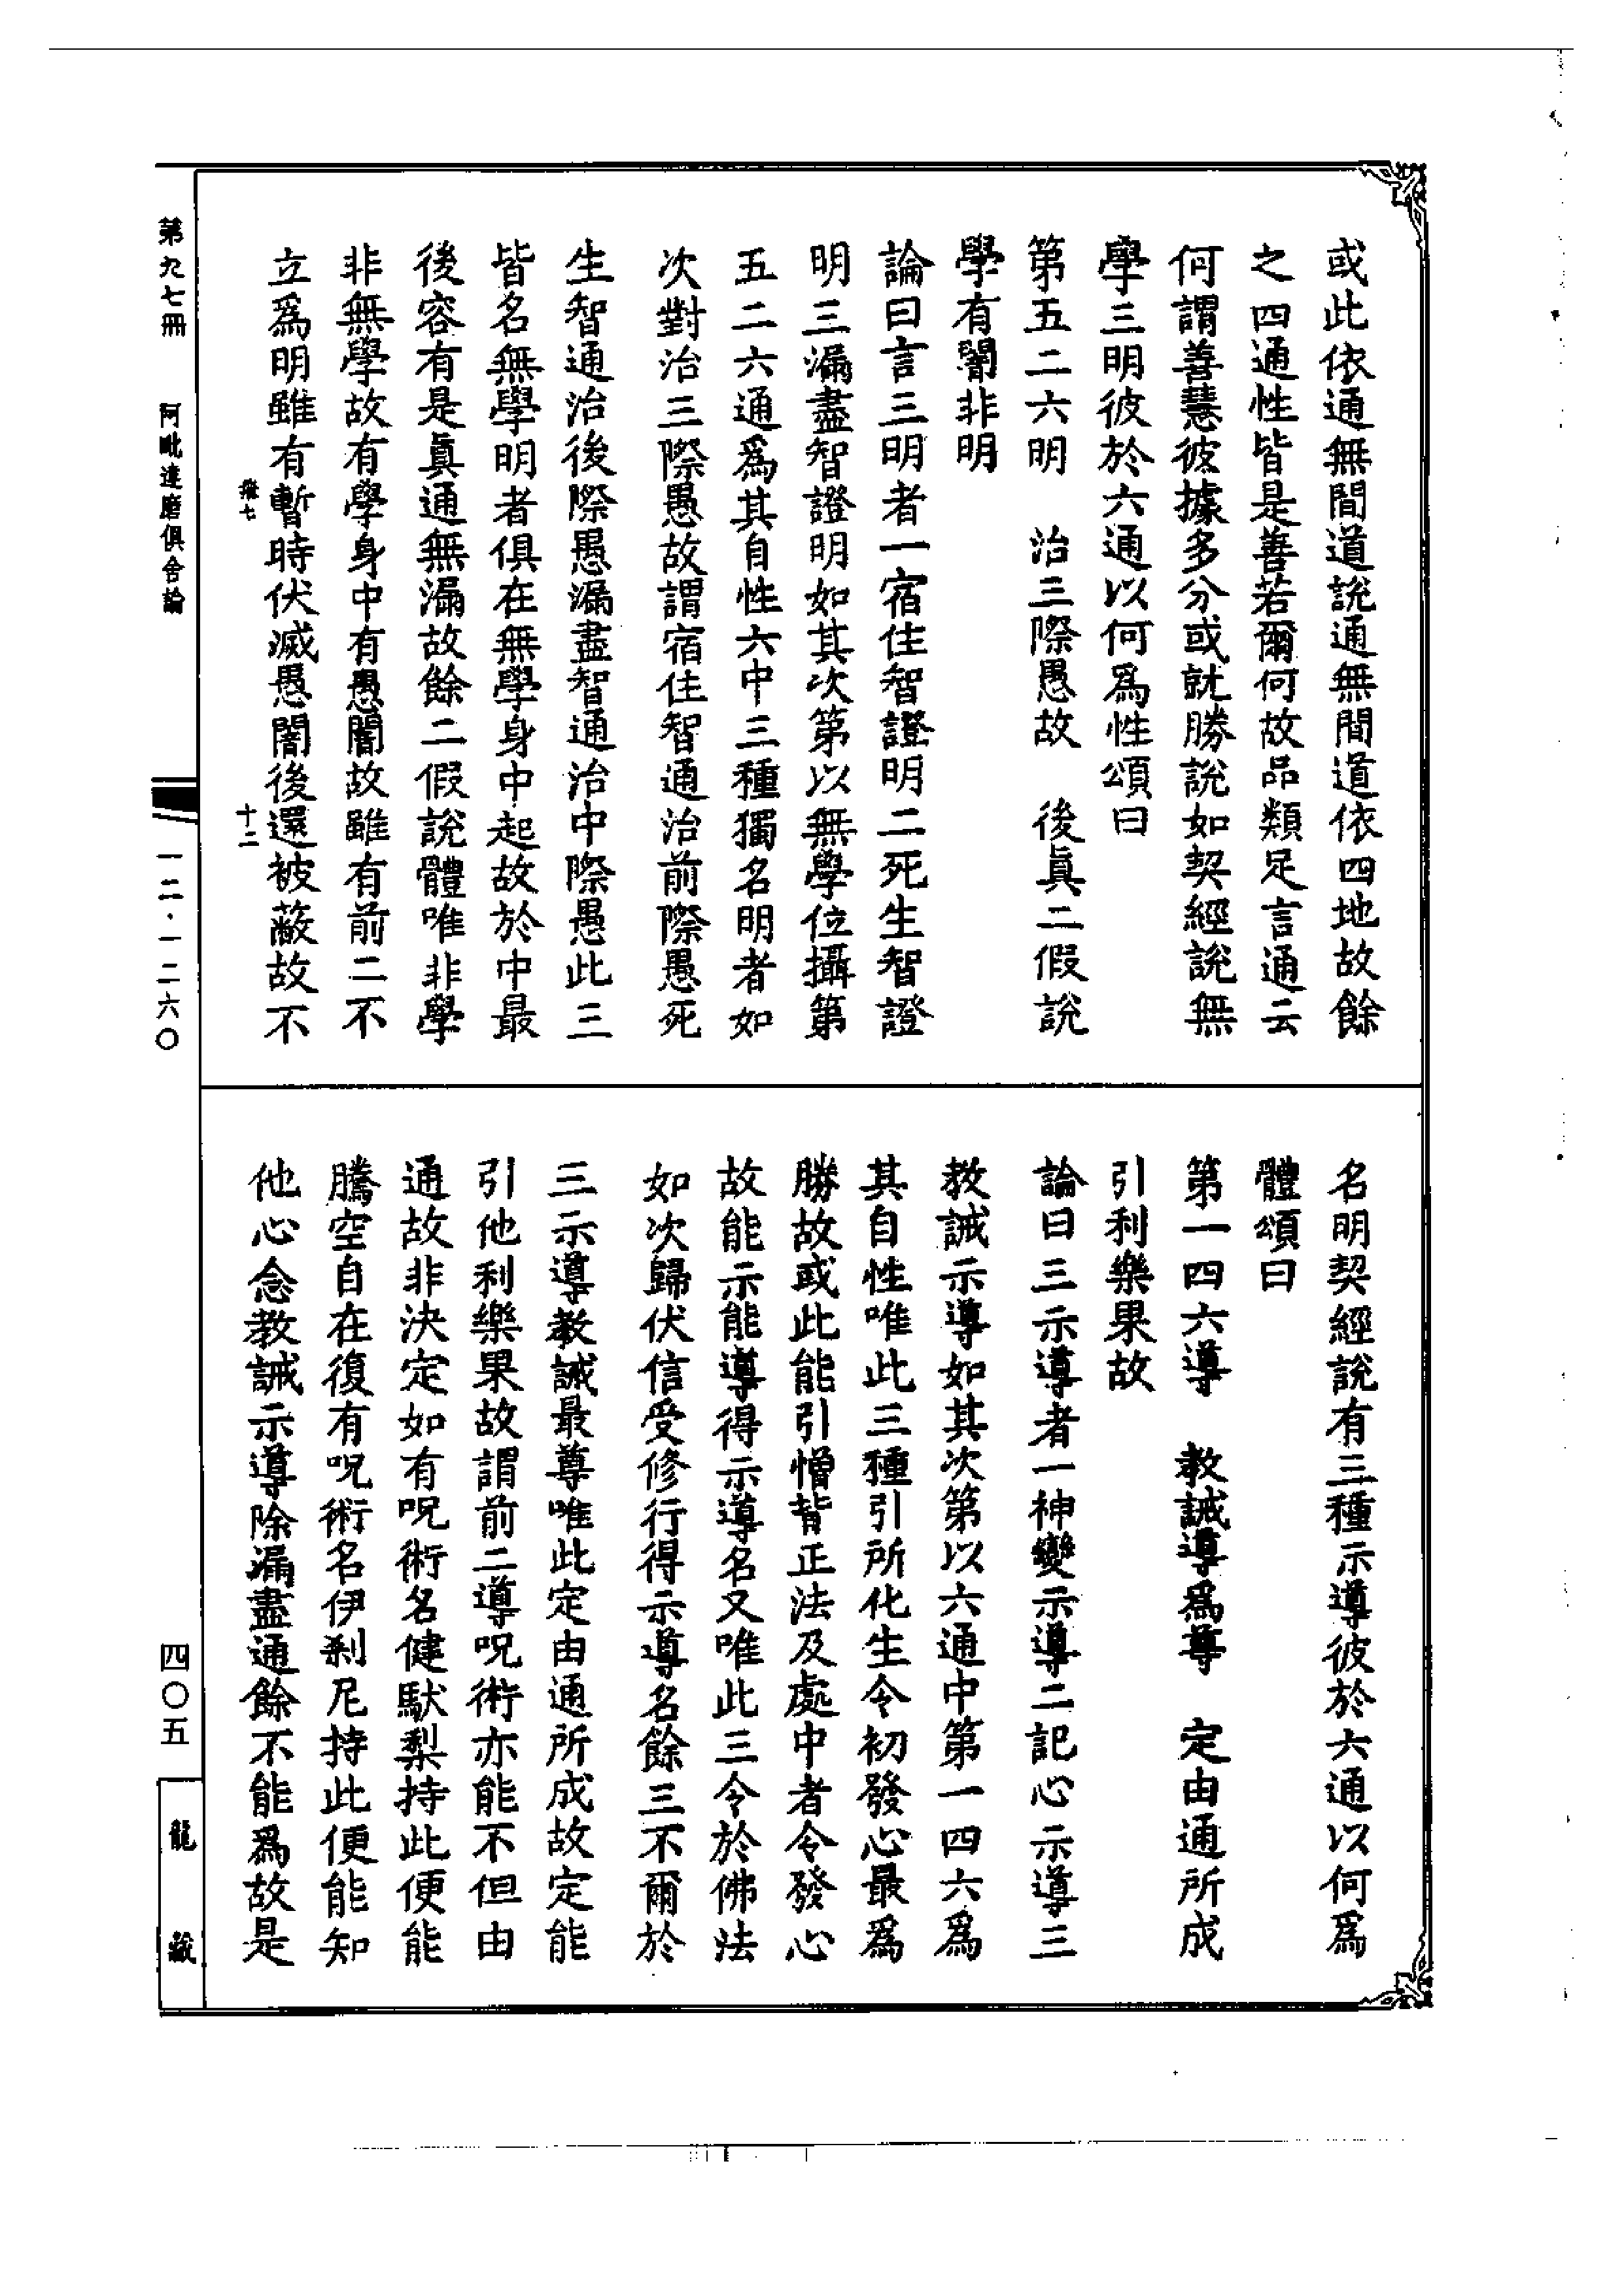 或此依通無間道說通無間道依四地故餘
之四通性皆是善若爾何故品類足言通云
何謂善慧彼據多分或就勝說如契經說無
學三明彼於六通以何爲性頌曰
第五二六明　治三際愚故　後眞二假說
學有闇非明
論曰言三明者一宿住智證明二死生智證
明三漏盡智證明如其次第以無學位攝第
五二六通爲其自性六中三種獨名明者如
次對治三際愚故謂宿住智通治前際愚死
生智通治後際愚漏盡智通治中際愚此三
皆名無學明者俱在無學身中起故於中最
後容有是眞通無漏故餘二假說體唯非學
非無學故有學身中有愚闇故雖有前二不
立爲明雖有暫時伏滅愚闇後還被蔽故不
名明契經說有三種示導彼於六通以何爲
體頌曰
第一四六導　教誡導爲尊　定由通所成
引利樂果故
論曰三示導者一神變示導二記心示導三
教誡示導如其次第以六通中第一四六爲
其自性唯此三種引所化生令初發心最爲
勝故或此能引憎背正法及處中者令發心
故能示能導得示導名又唯此三令於佛法
如次歸伏信受修行得示導名餘三不爾於
三示導教誡最尊唯此定由通所成故定能
引他利樂果故謂前二導呪術亦能不但由
通故非決定如有呪術名健馱梨持此便能
騰空自在復有呪術名伊刹尼持此便能知
他心念教誡示導除漏盡通餘不能爲故是
第九七冊　阿毗達磨俱舍論
十二
一二·一二六〇
四〇五
龍藏